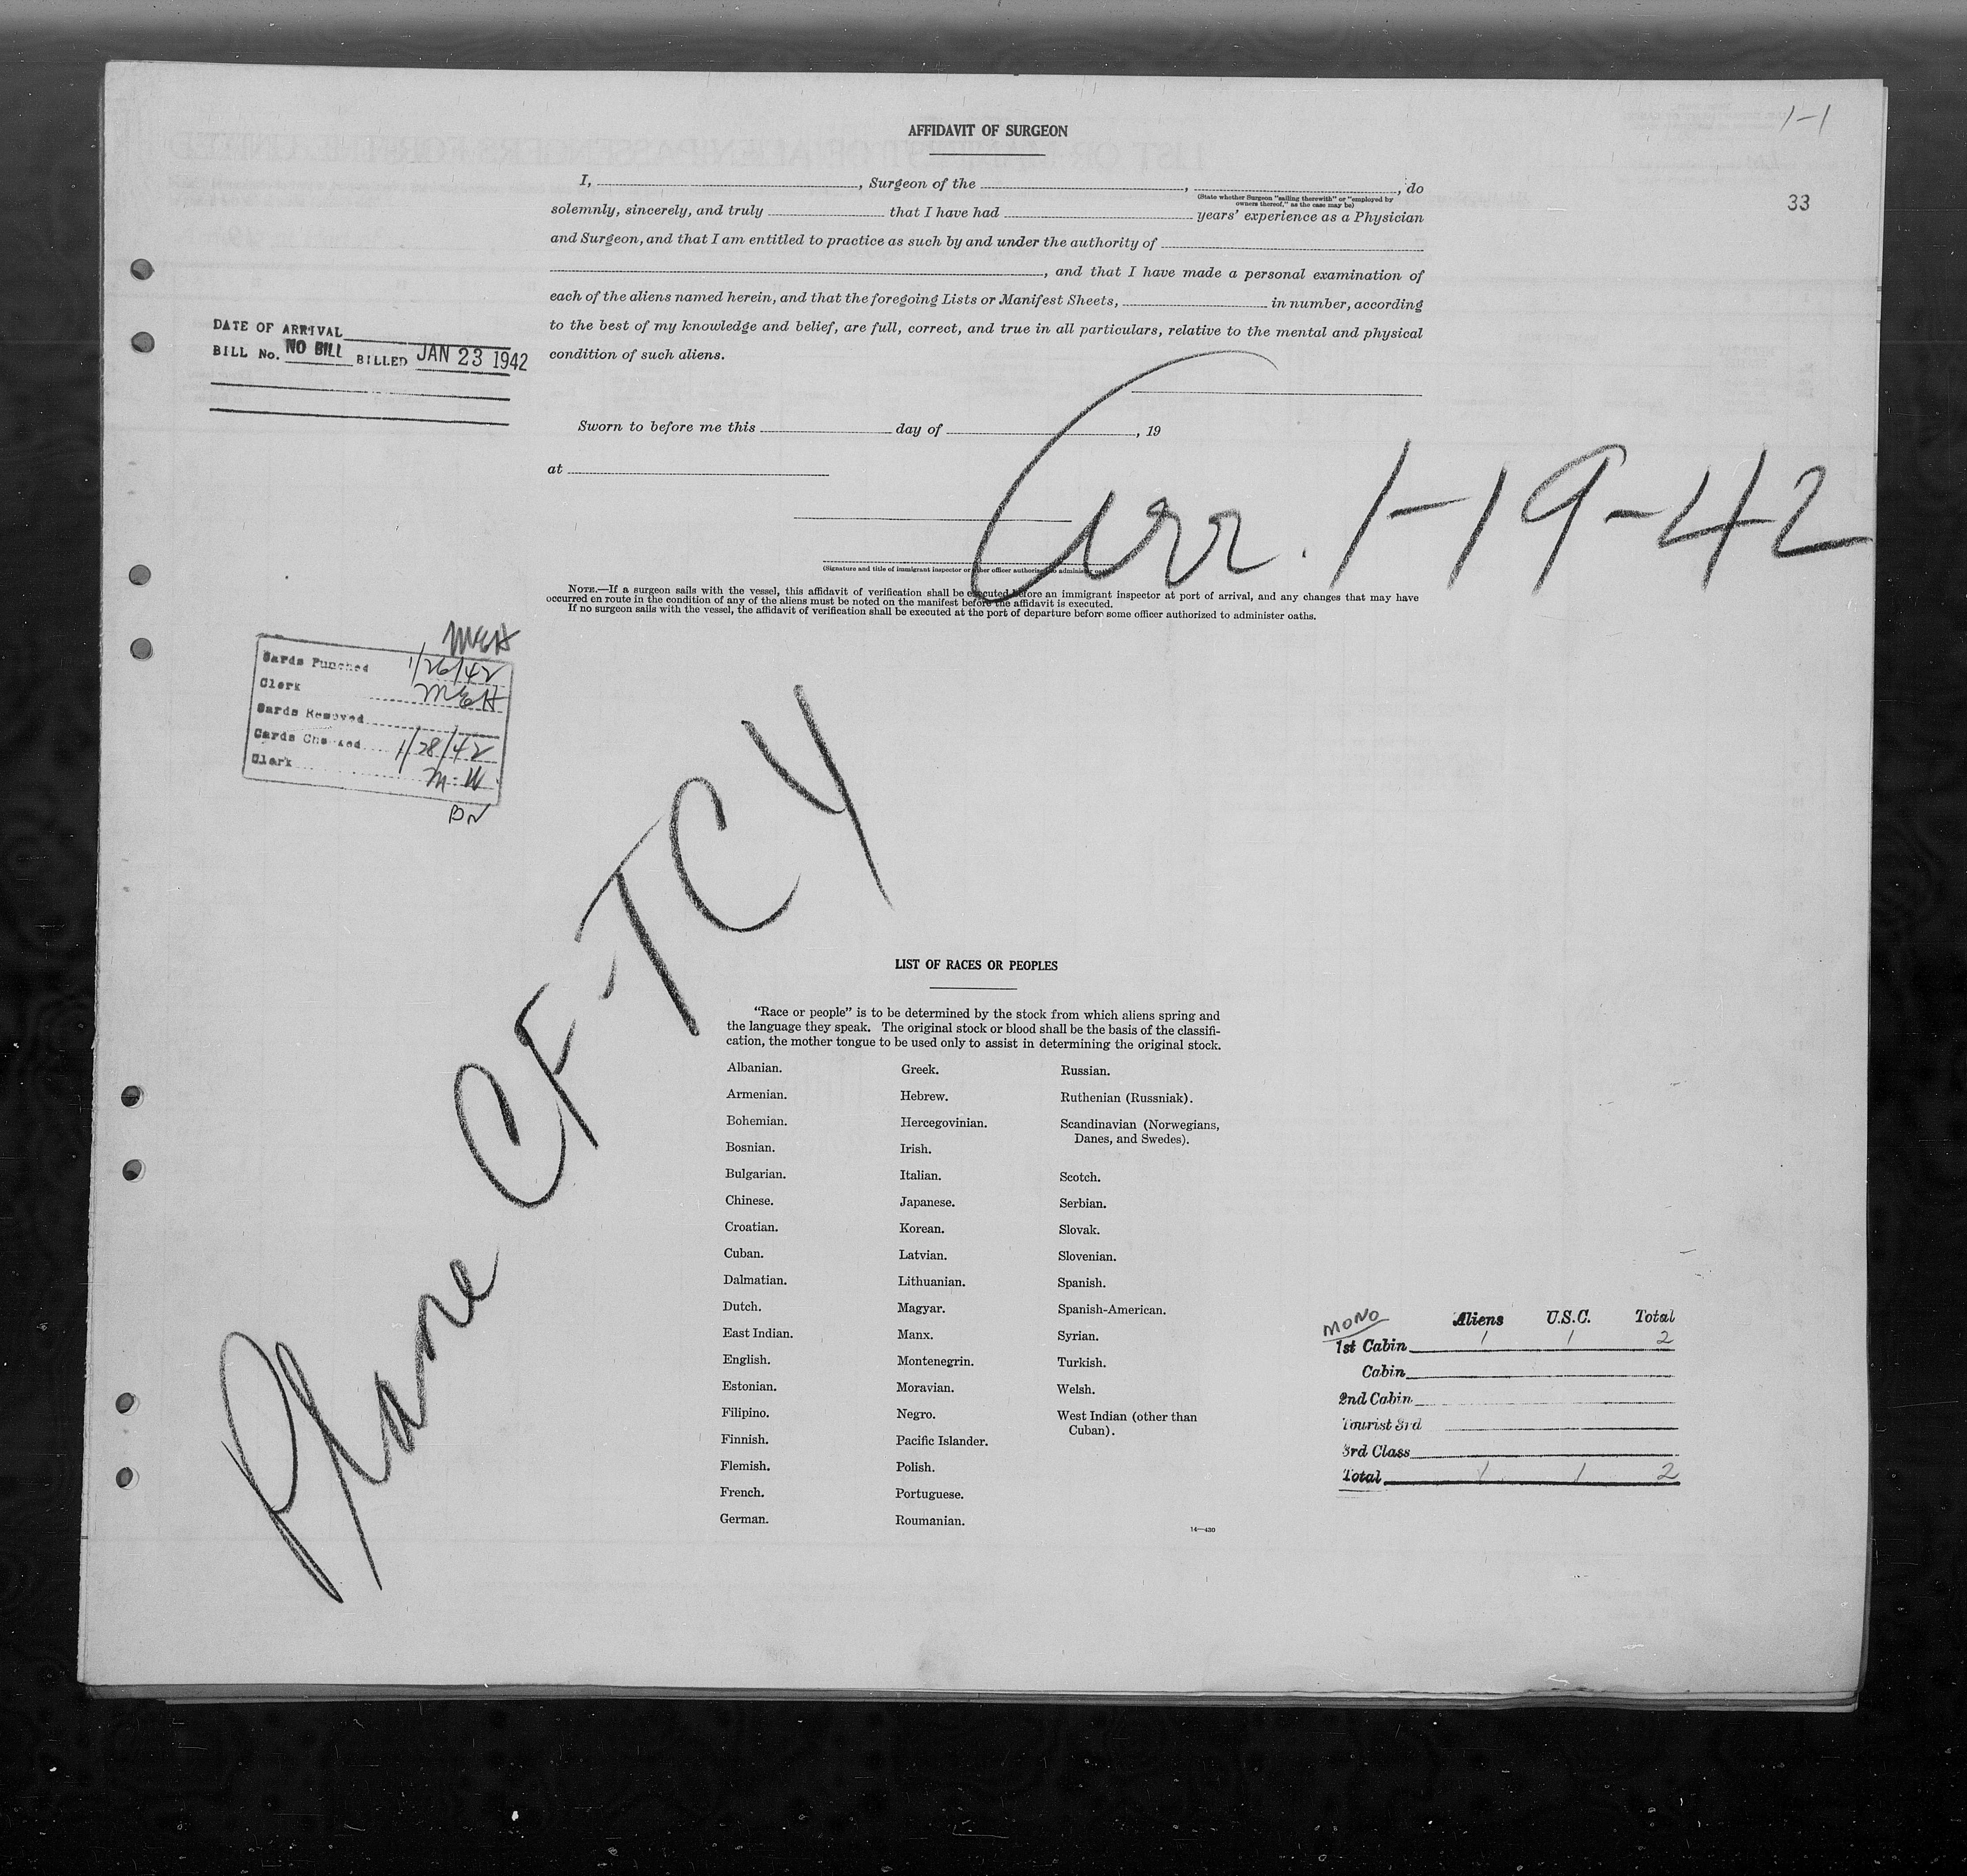 1-1
33
AFFIDAVIT OF SURGEON
I, , Surgeon of the , , do
(State whether Surgeon "sailing therewith" or "employed by
owners thereof," as the case may be)
solemnly, sincerely, and truly that I have had years' experience as a Physician
and Surgeon, and that I am entitled to practice as such by and under the authority of
, and that I have made a personal examination of
each of the aliens named herein, and that the foregoing Lists or Manifest Sheets, in number, according
to the best of my knowledge and belief, are full, correct, and true in all particulars, relative to the mental and physical
condition of such aliens.
DATE OF ARRIVAL
BILL No. NO BILL BILLED JAN 23 1942
Sworn to before me this day of , 19
at
Arr. 1-19-42
(Signature and title of immigrant inspector or other officer authorized to administer
NOTE.—If a surgeon sails with the vessel, this affidavit of verification shall be executed before an immigrant inspector at port of arrival, and any changes that may have
occurred en route in the condition of any of the aliens must be noted on the manifest before the affidavit is executed.
If no surgeon sails with the vessel, the affidavit of verification shall be executed at the port of departure before some officer authorized to administer oaths.
MEH
Cards Punched 1/26/42
Clerk MEH
Cards Removed
Cards Checked 1/28/42
Clerk M.W.
BN
Plane CF-TCY
LIST OF RACES OR PEOPLES
"Race or people" is to be determined by the stock from which aliens spring and
the language they speak. The original stock or blood shall be the basis of the classifi-
cation, the mother tongue to be used only to assist in determining the original stock.
Albanian.
Armenian.
Bohemian.
Bosnian.
Bulgarian.
Chinese.
Croatian.
Cuban.
Dalmatian.
Dutch.
East Indian.
English.
Estonian.
Filipino.
Finnish.
Flemish.
French.
German.
Greek.
Hebrew.
Hercegovinian.
Irish.
Italian.
Japanese.
Korean.
Latvian.
Lithuanian.
Magyar.
Manx.
Montenegrin.
Moravian.
Negro.
Pacific Islander.
Polish.
Portuguese.
Roumanian.
Russian.
Ruthenian (Russniak).
Scandinavian (Norwegians,
Danes, and Swedes).
Scotch.
Serbian.
Slovak.
Slovenian.
Spanish.
Spanish-American.
Syrian.
Turkish.
Welsh.
West Indian (other than
Cuban).
14—430
MONO Aliens U.S.C. Total
1st Cabin 1 1 2
Cabin
2nd Cabin
Tourist 3rd
3rd Class
Total 1 1 2